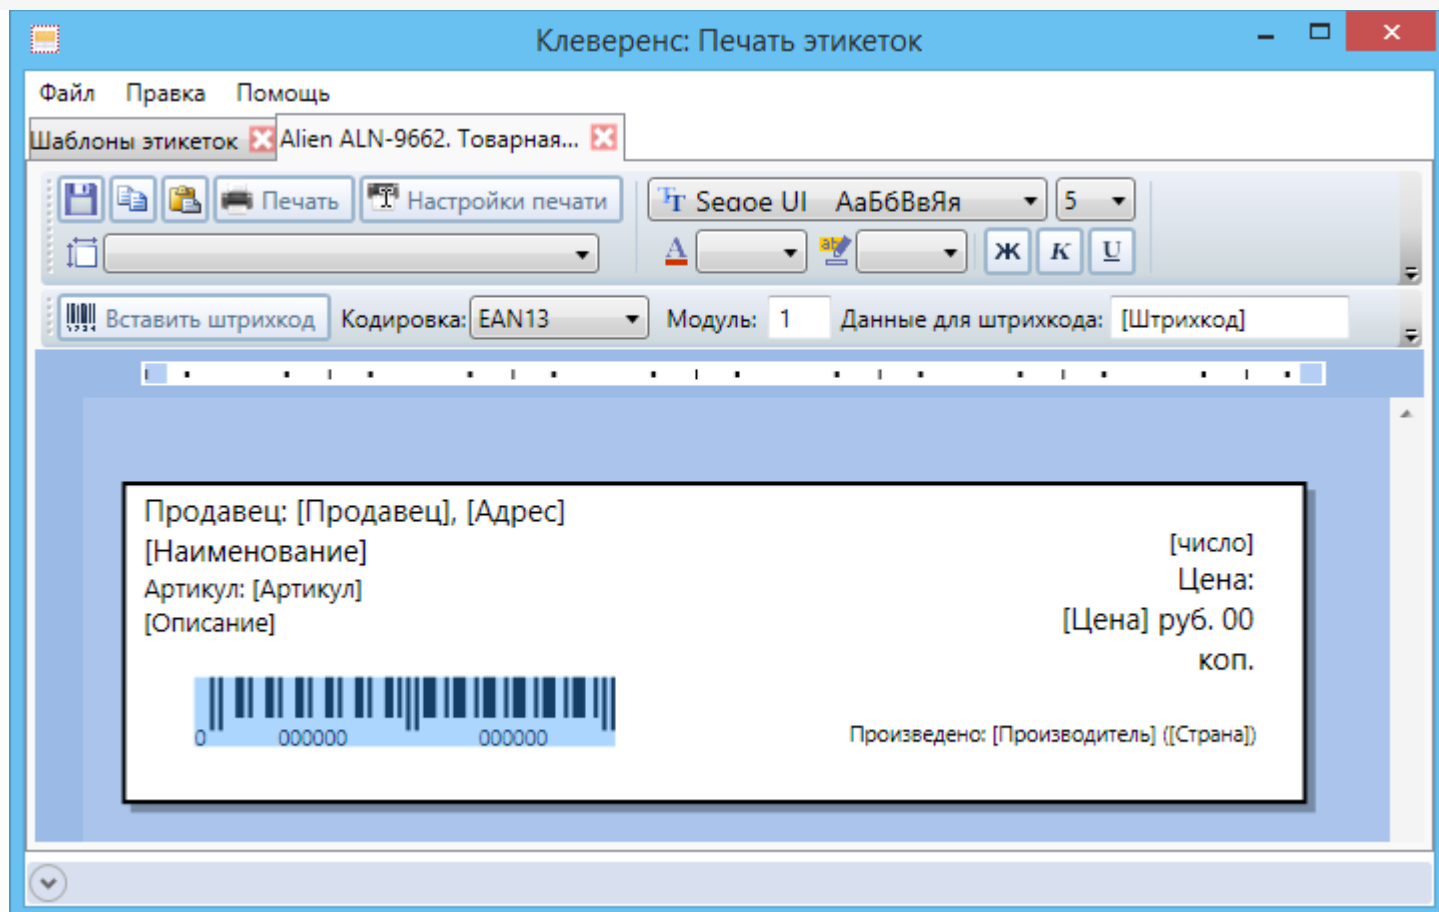 Клеверенс: Печать этикеток
Файл Правка Помощь
Шаблоны этикеток Alien ALN-9662. Товарная...
Печать Настройки печати Segoe UI АаБбВвЯя 5
Ж К U
Вставить штрихкод Кодировка: EAN13 Модуль: 1 Данные для штрихкода: [Штрихкод]
Продавец: [Продавец], [Адрес]
[Наименование]
Артикул: [Артикул]
[Описание]
[число]
Цена:
[Цена] руб. 00
коп.
0 000000 000000
Произведено: [Производитель] ([Страна])